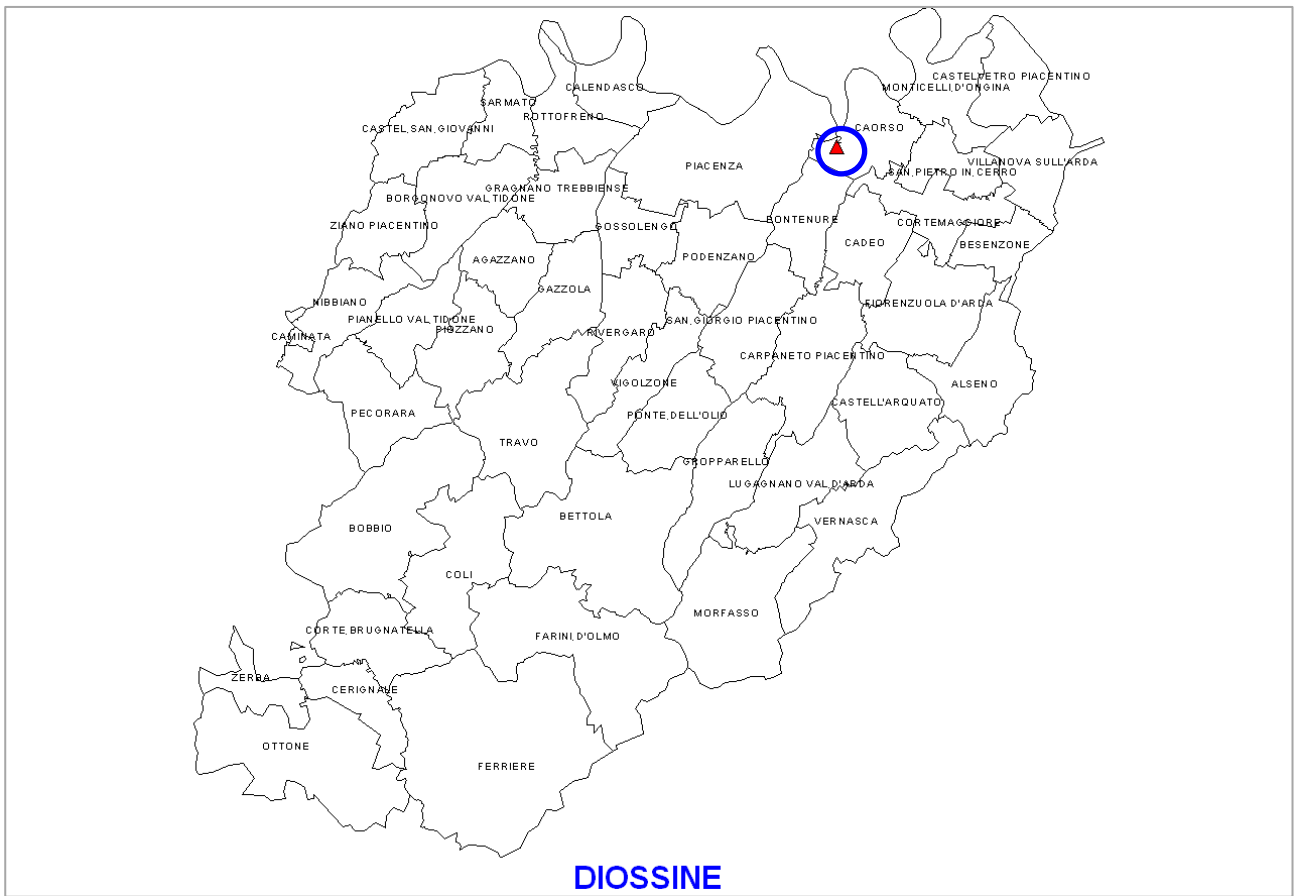 CASTELVETRO PIACENTINO
MONTICELLI,D'ONGINA
CALENDASCO
SARMATO
ROTTOFRENO
CASTEL,SAN,GIOVANNI
CAORSO
2
VILLANOVA SULL'ARDA
PIACENZA
SAN,PIETRO IN,CERRO
GRAGNANO TREBBIENSE
BORGONOVO VAL,TIDONE
ZIANO PIACENTINO
GOSSOLENGO
PONTENURE
CORTEMAGGIORE
CADEO
BESENZONE
AGAZZANO
PODENZANO
GAZZOLA
NIBBIANO
FIORENZUOLA D'ARDA
PIANELLO VAL,TIDONE
SAN,GIORGIO PIACENTINO
PIOZZANO
RIVERGARO
CAMINATA
CARPANETO PIACENTINO
VIGOLZONE
ALSENO
CASTELL'ARQUATO
PECORARA
PONTE,DELL'OLIO
TRAVO
GROPPARELLO
LUGAGNANO VAL,D'ARDA
BETTOLA
VERNASCA
BOBBIO
COLI
MORFASSO
CORTE,BRUGNATELLA
FARINI,D'OLMO
ZERBA
CERIGNALE
OTTONE
FERRIERE
DIOSSINE